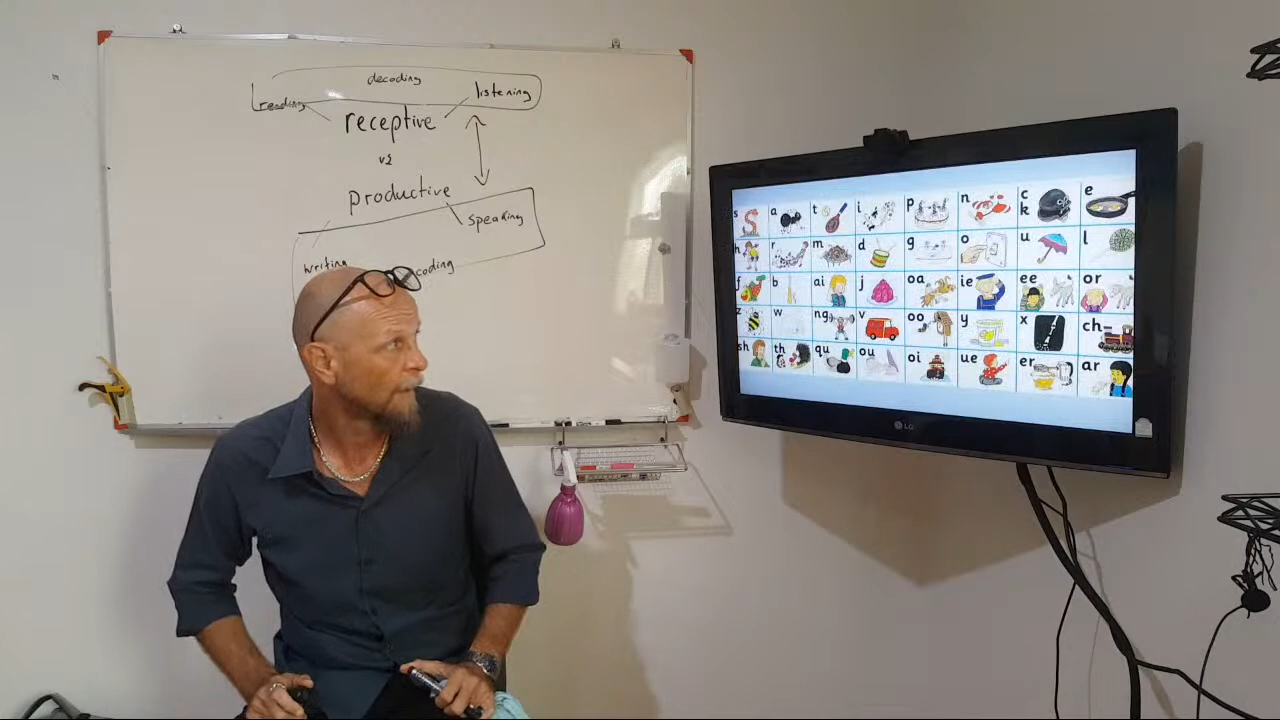 decoding
reading listening
receptive
vs
productive
speaking
writing coding
s a t i p n c k e
h r m d g o u l
f b ai j oa ie ee or
z w ng v oo y x ch
sh th qu ou oi ue er ar
LG